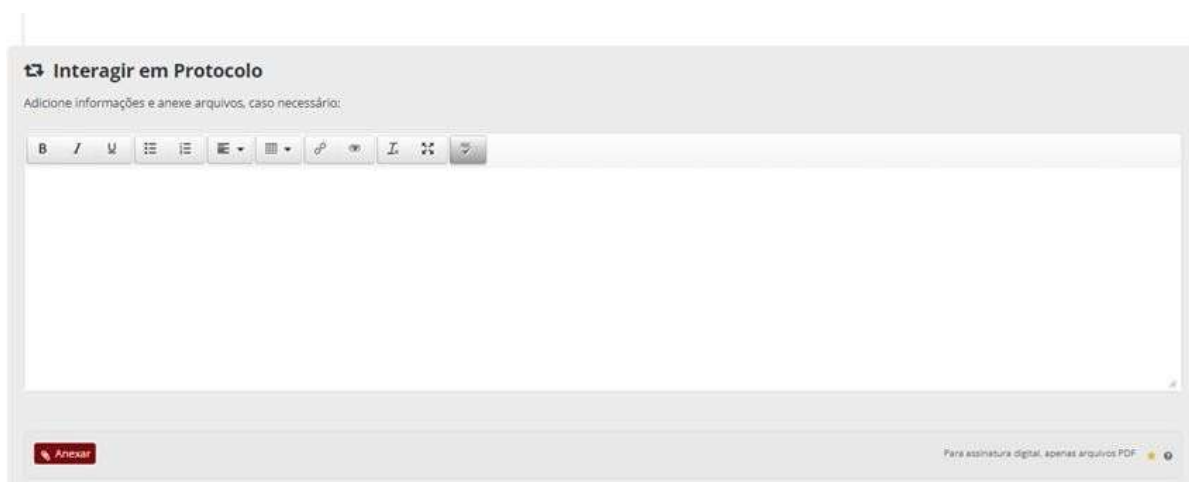 Interagir em Protocolo
Adicione informações e anexe arquivos, caso necessário:
B I U
Anexar
Para assinatura digital, apenas arquivos PDF